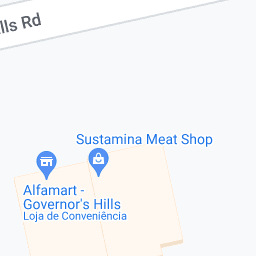 lls Rd
Sustamina Meat Shop
Alfamart -
Governor's Hills
Loja de Conveniência